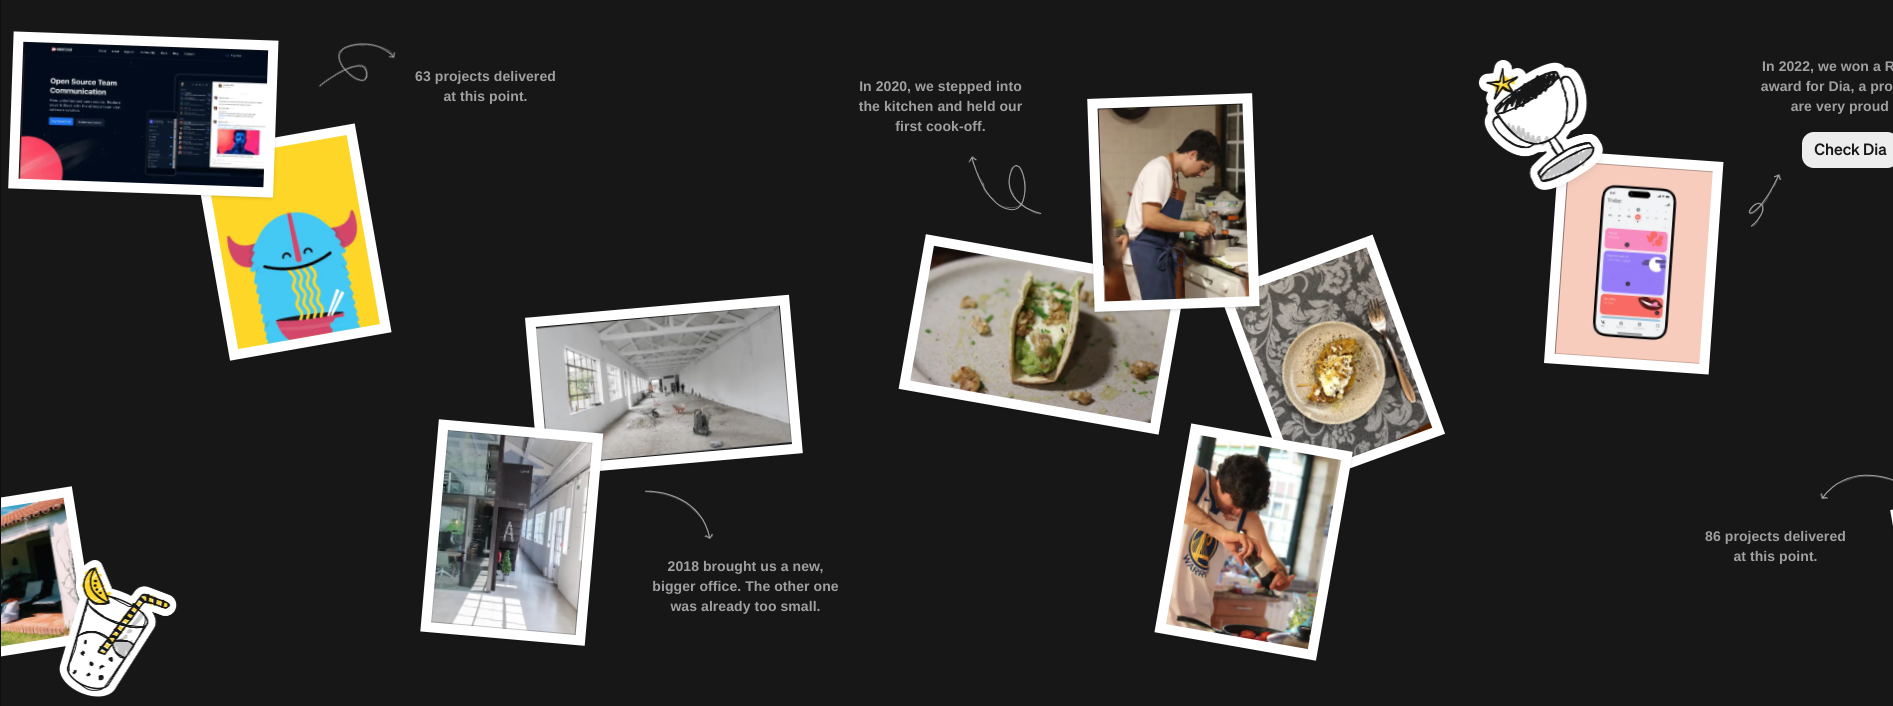 Open Source Team
Communication
63 projects delivered
at this point.
2018 brought us a new,
bigger office. The other one
was already too small.
In 2020, we stepped into
the kitchen and held our
first cook-off.
WARR
In 2022, we won a R
award for Dia, a pro
are very proud
Check Dia
Today
86 projects delivered
at this point.